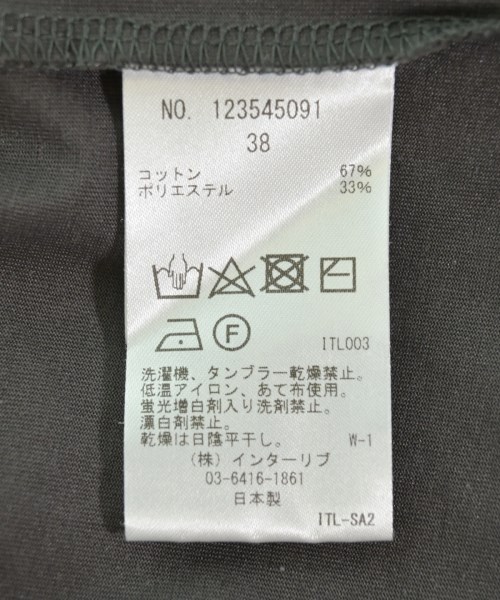 NO. 123545091
38
コットン 67%
ポリエステル 33%
F
ITL003
洗濯機、タンブラー乾燥禁止。
低温アイロン、あて布使用。
蛍光増白剤入り洗剤禁止。
漂白剤禁止。
乾燥は日陰平干し。 W-1
(株) インターリブ
03-6416-1861
日本製
ITL-SA2